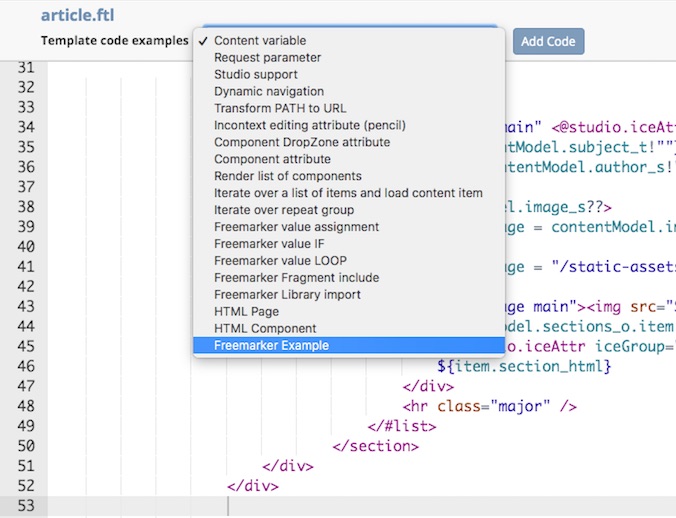 article.ftl
Template code examples
✓ Content variable
Add Code
Request parameter
Studio support
Dynamic navigation
Transform PATH to URL
Incontext editing attribute (pencil)
Component DropZone attribute
Component attribute
Render list of components
Iterate over a list of items and load content item
Iterate over repeat group
Freemarker value assignment
Freemarker value IF
Freemarker value LOOP
Freemarker Fragment include
Freemarker Library import
HTML Page
HTML Component
Freemarker Example
31
32
33
34 main" <@studio.iceAt
35 ntModel.subject_t!""}
36 ntentModel.author_s!
37
38 el.image_s??>
39 age = contentModel.i
40
41 age = "/static-assets
42
43 age main"><img src="
44 odel.sections_o.item
45 o.iceAttr iceGroup="
46 ${item.section_html}
47 </div>
48 <hr class="major" />
49 </#list>
50 </section>
51 </div>
52 </div>
53